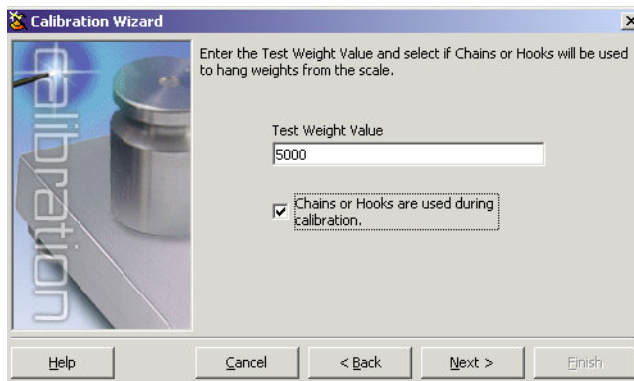 Calibration Wizard
Enter the Test Weight Value and select if Chains or Hooks will be used
to hang weights from the scale.
calibration
Test Weight Value
5000
Chains or Hooks are used during
calibration.
Help
Cancel
< Back
Next >
Finish